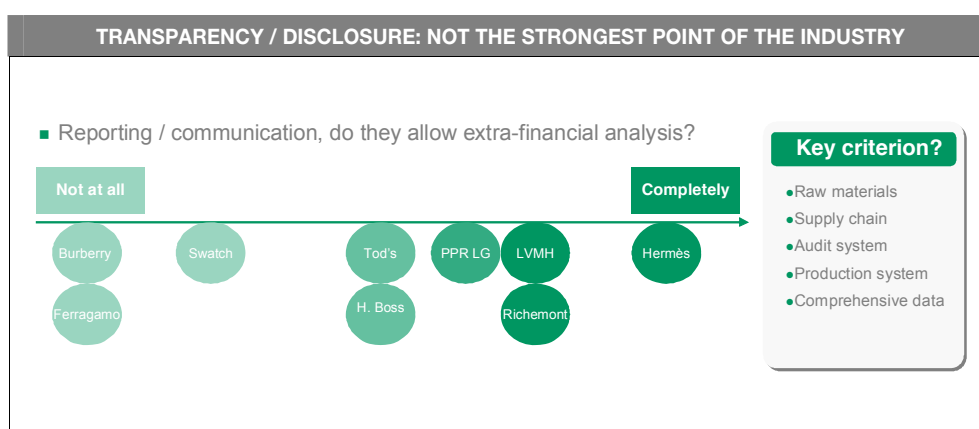 TRANSPARENCY / DISCLOSURE: NOT THE STRONGEST POINT OF THE INDUSTRY
■ Reporting / communication, do they allow extra-financial analysis?
Not at all
Completely
Burberry
Swatch
Tod's
PPR LG
LVMH
Hermès
Ferragamo
H. Boss
Richemont
Key criterion?
●Raw materials
●Supply chain
●Audit system
●Production system
●Comprehensive data